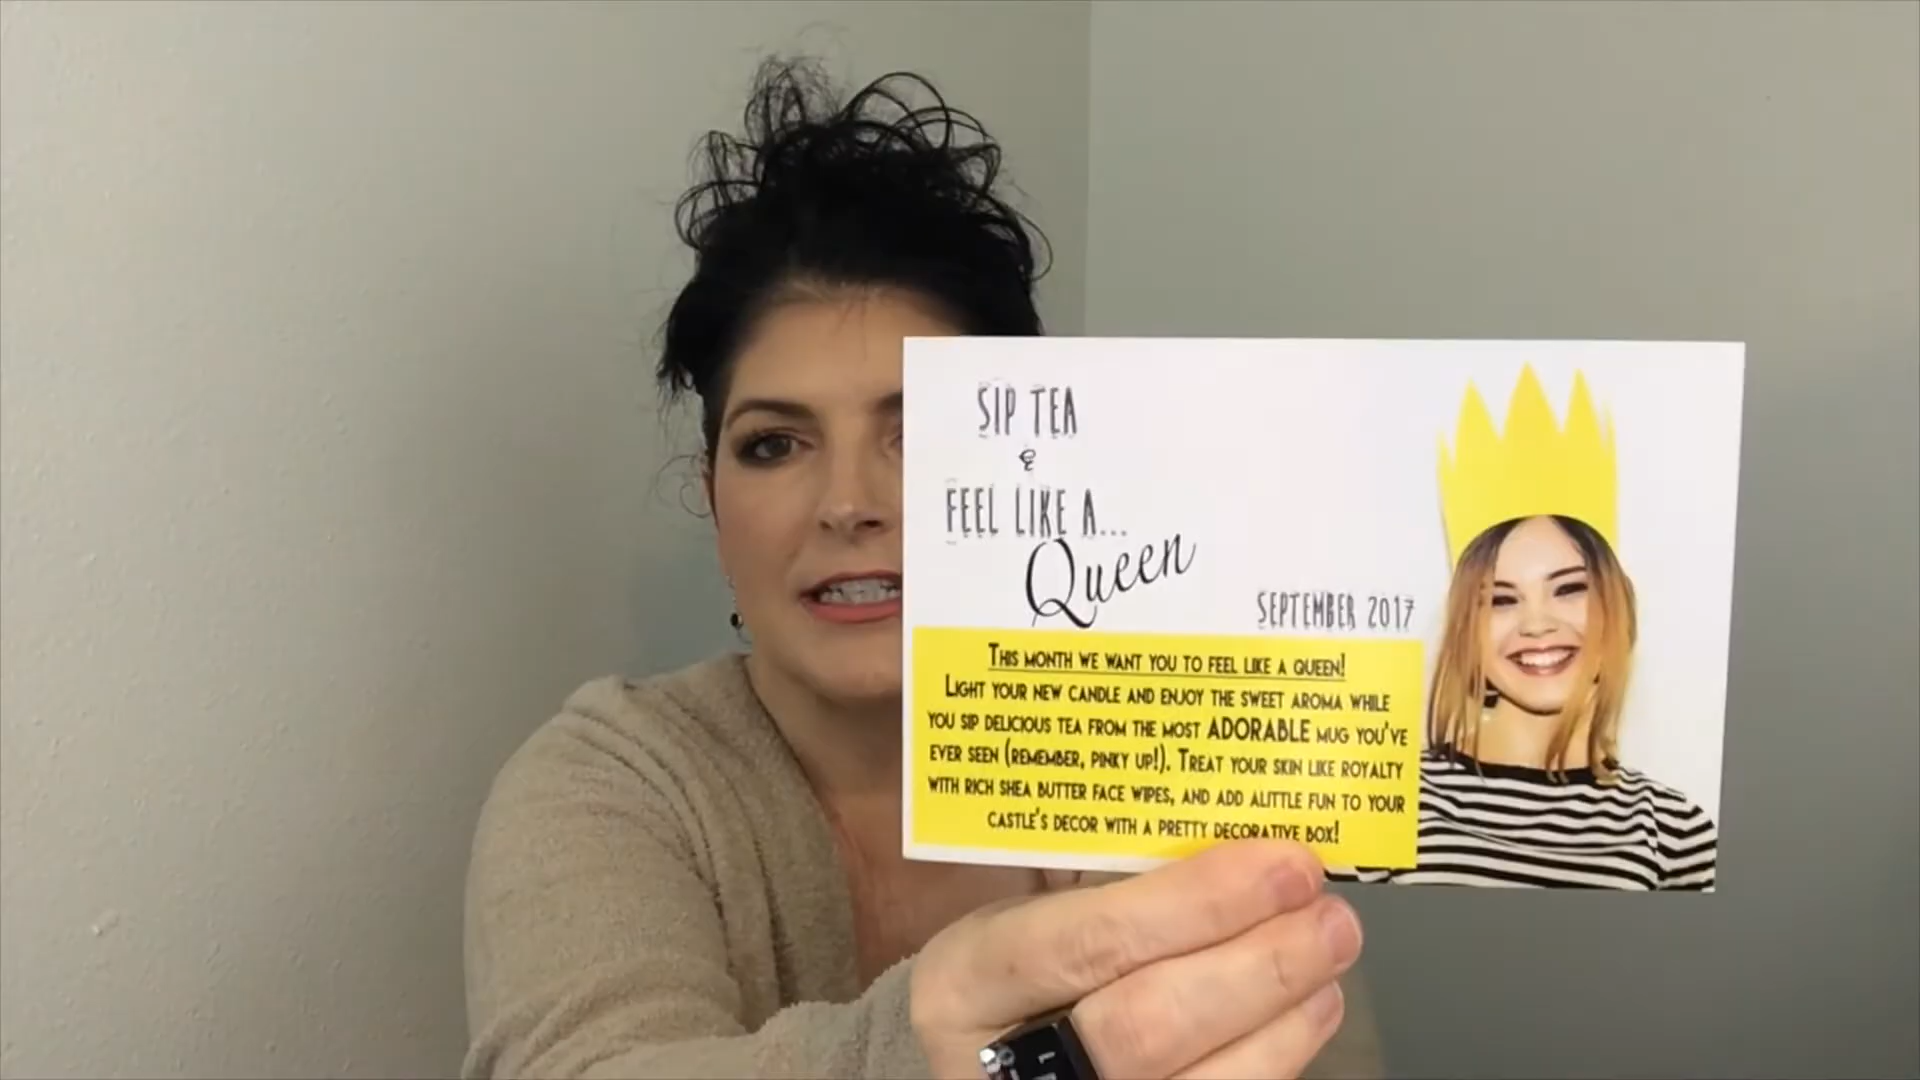 SIP TEA
&
FEEL LIKE A...
Queen
SEPTEMBER 2017
THIS MONTH WE WANT YOU TO FEEL LIKE A QUEEN!
LIGHT YOUR NEW CANDLE AND ENJOY THE SWEET AROMA WHILE
YOU SIP DELICIOUS TEA FROM THE MOST ADORABLE MUG YOU'VE
EVER SEEN (REMEMBER, PINKY UP!). TREAT YOUR SKIN LIKE ROYALTY
WITH RICH SHEA BUTTER FACE WIPES, AND ADD ALITTLE FUN TO YOUR
CASTLE'S DECOR WITH A PRETTY DECORATIVE BOX!